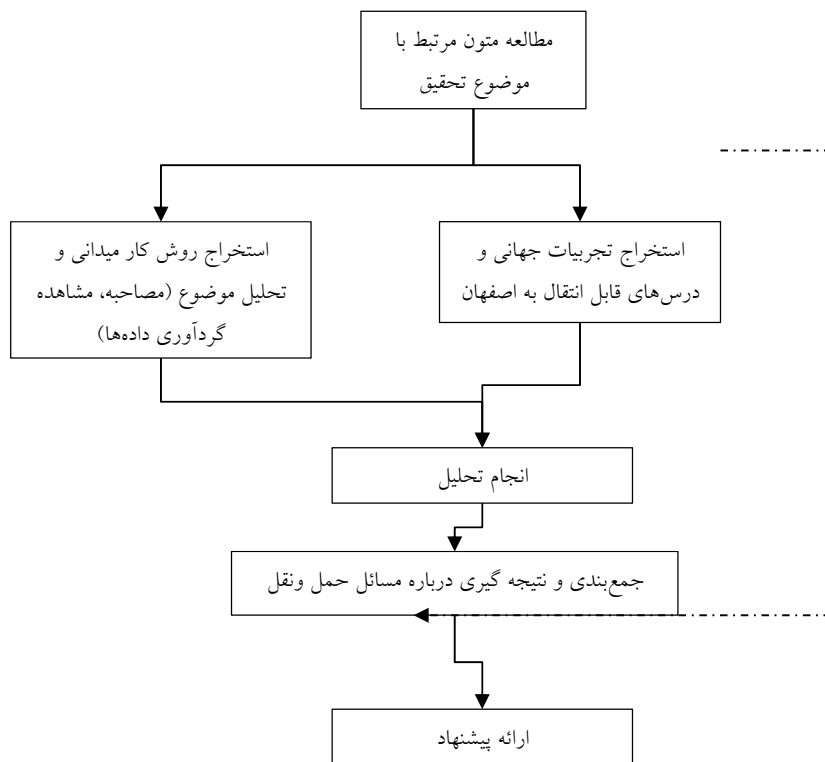 مطالعه متون مرتبط با
موضوع تحقیق
استخراج تجربیات جهانی و
درس‌های قابل انتقال به اصفهان
استخراج روش کار میدانی و
تحلیل موضوع (مصاحبه، مشاهده
گردآوری داده‌ها)
انجام تحلیل
جمع‌بندی و نتیجه گیری درباره مسائل حمل ونقل
ارائه پیشنهاد